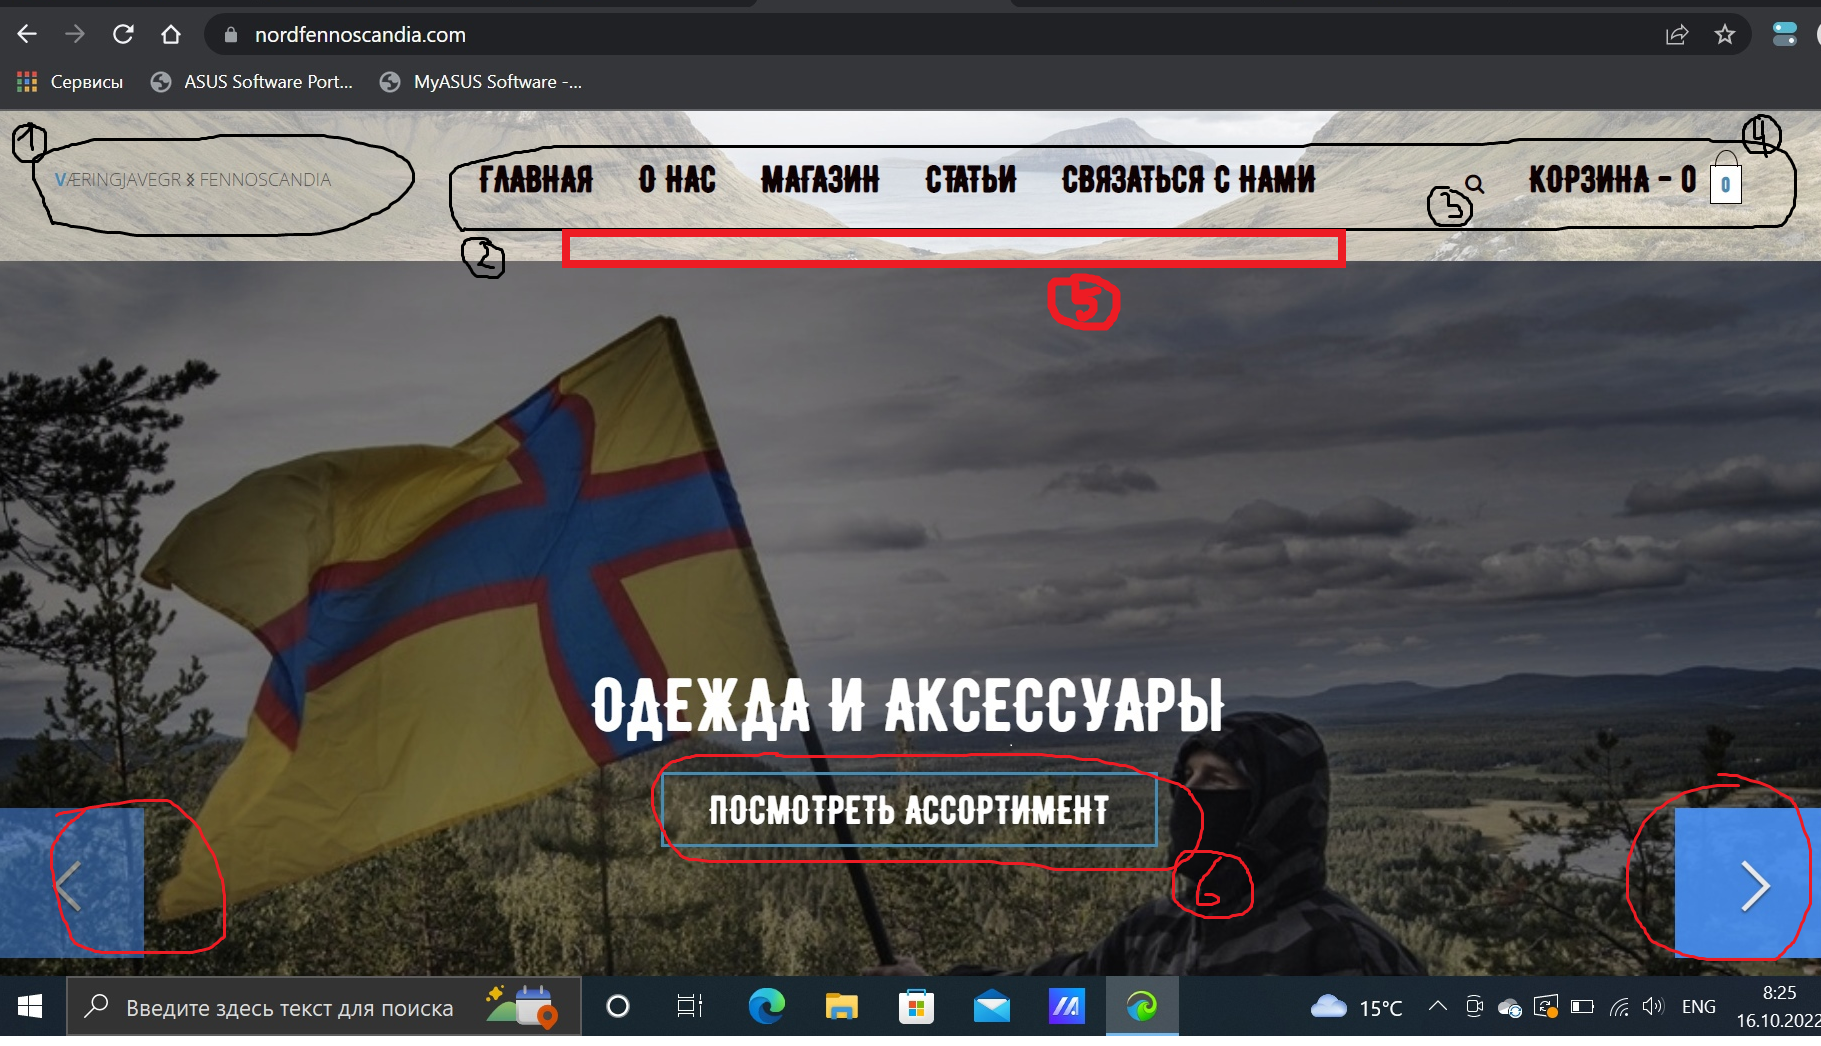 nordfennoscandia.com
Сервисы ASUS Software Port... MyASUS Software -...
1 4
VÆRINGJAVEGR ᛝ FENNOSCANDIA ГЛАВНАЯ О НАС МАГАЗИН СТАТЬИ СВЯЗАТЬСЯ С НАМИ КОРЗИНА - 0 0
3
2
5
ОДЕЖДА И АКСЕССУАРЫ
ПОСМОТРЕТЬ АССОРТИМЕНТ
6
Введите здесь текст для поиска 15°C ENG 8:25
16.10.2022